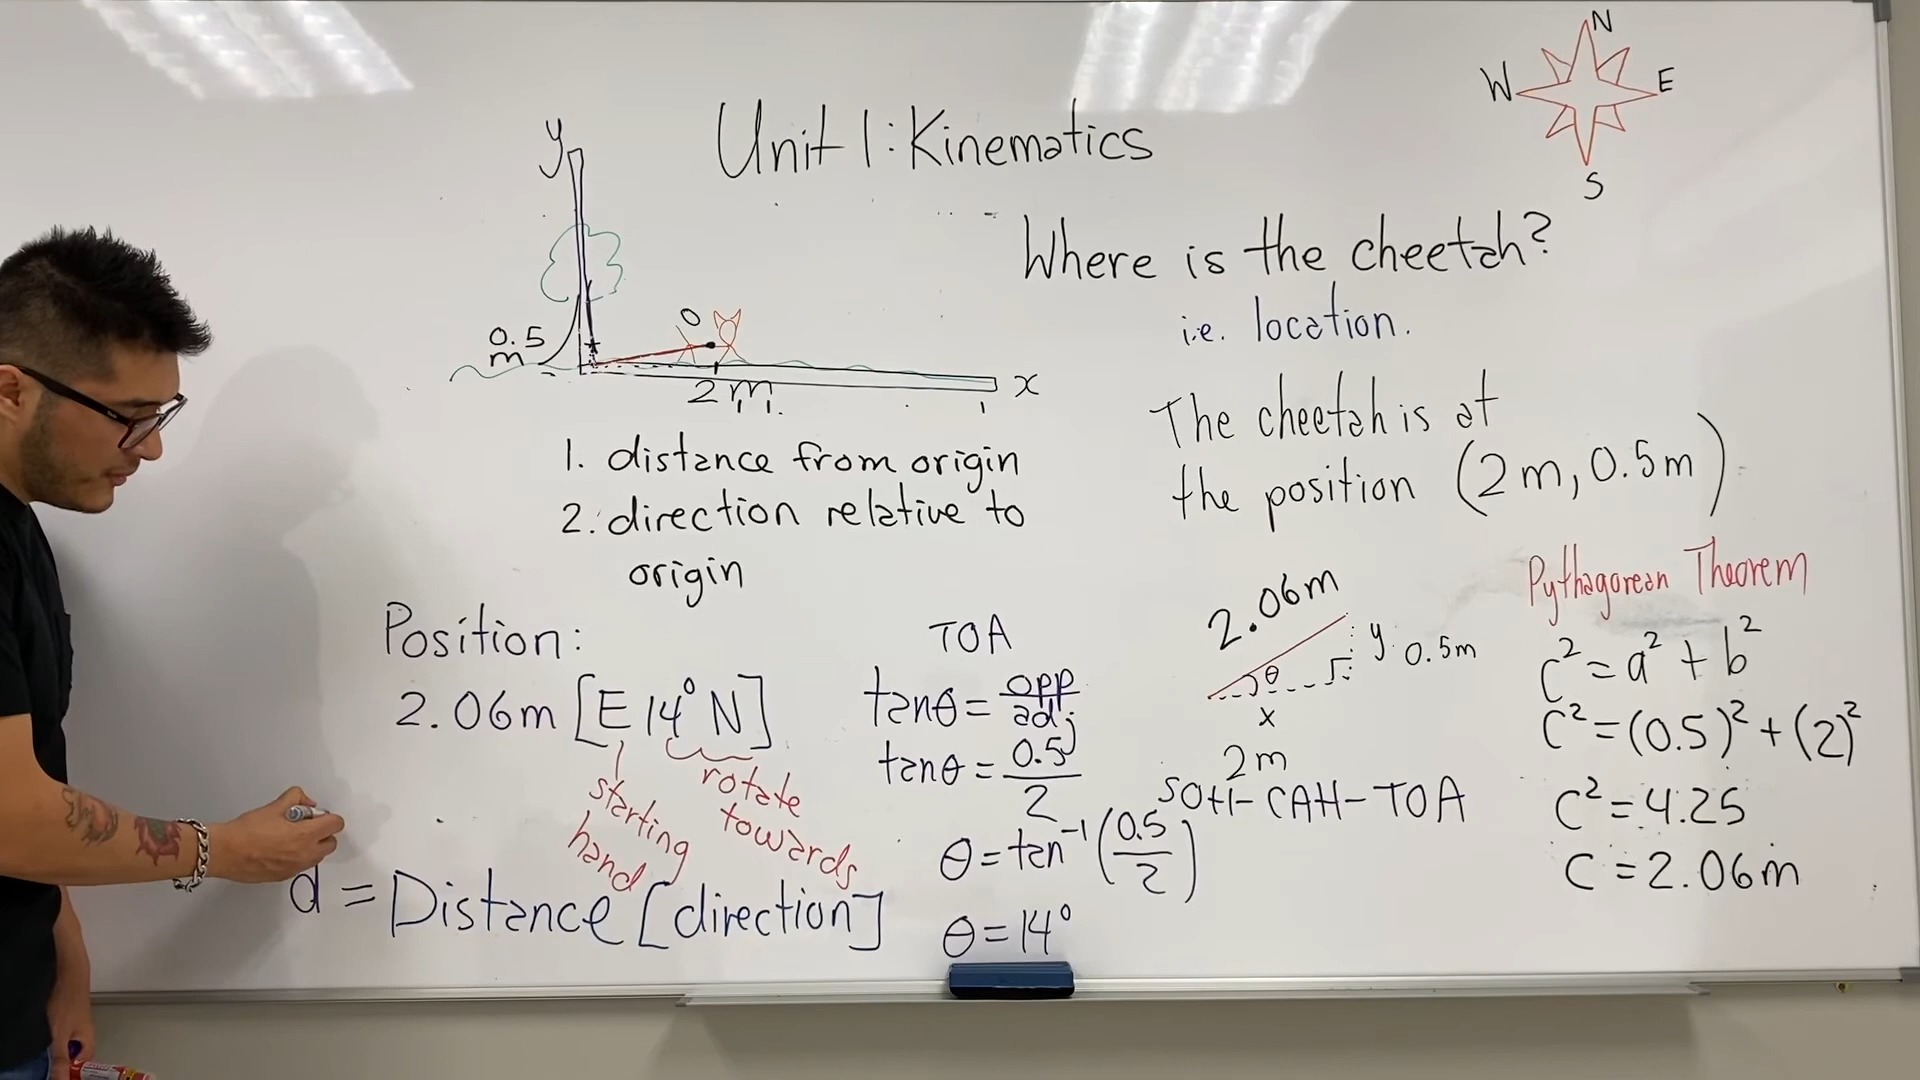 N
W E
S
Unit 1: Kinematics
y
0.5
m
2m
x
Where is the cheetah?
i.e. location.
The cheetah is at
the position (2m, 0.5m)
1. distance from origin
2. direction relative to
origin
Position:
2.06m [E 14° N]
starting
hand
rotate
towards
d = Distance [direction]
TOA
tanθ = opp/adj
tanθ = 0.5/2
θ = tan⁻¹(0.5/2)
θ = 14°
2.06m
θ
y 0.5m
x
2m
SOH-CAH-TOA
Pythagorean Theorem
c² = a² + b²
c² = (0.5)² + (2)²
c² = 4.25
c = 2.06m